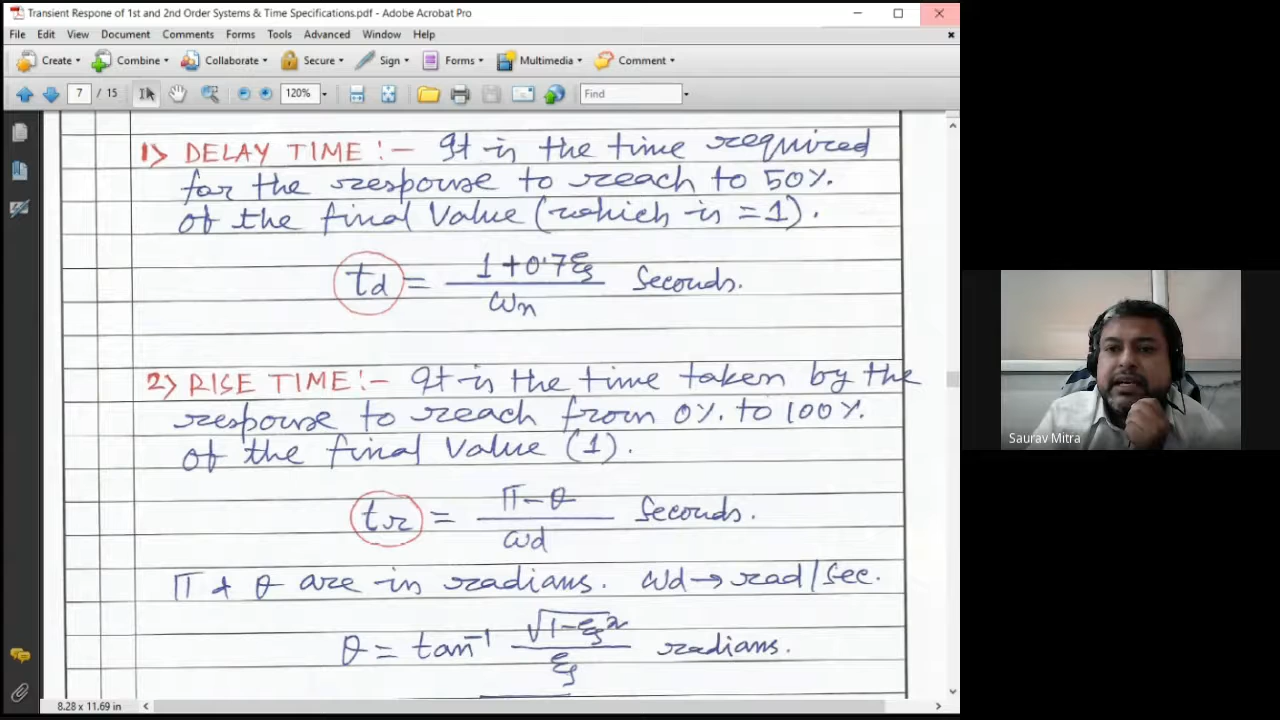 Transient Respone of 1st and 2nd Order Systems & Time Specifications.pdf - Adobe Acrobat Pro
File Edit View Document Comments Forms Tools Advanced Window Help
Create Combine Collaborate Secure Sign Forms Multimedia Comment
7 / 15 120% Find
1) DELAY TIME :- It is the time required
for the response to reach to 50%.
of the final value (which is = 1).
td = (1 + 0.7ξ) / ωn Seconds.
2) RISE TIME :- It is the time taken by the
response to reach from 0% to 100%.
of the final value (1).
tr = (π - θ) / ωd Seconds.
π & θ are in radians. ωd → rad/sec.
θ = tan⁻¹ √(1-ξ²) / ξ radians.
Saurav Mitra
8.28 x 11.69 in